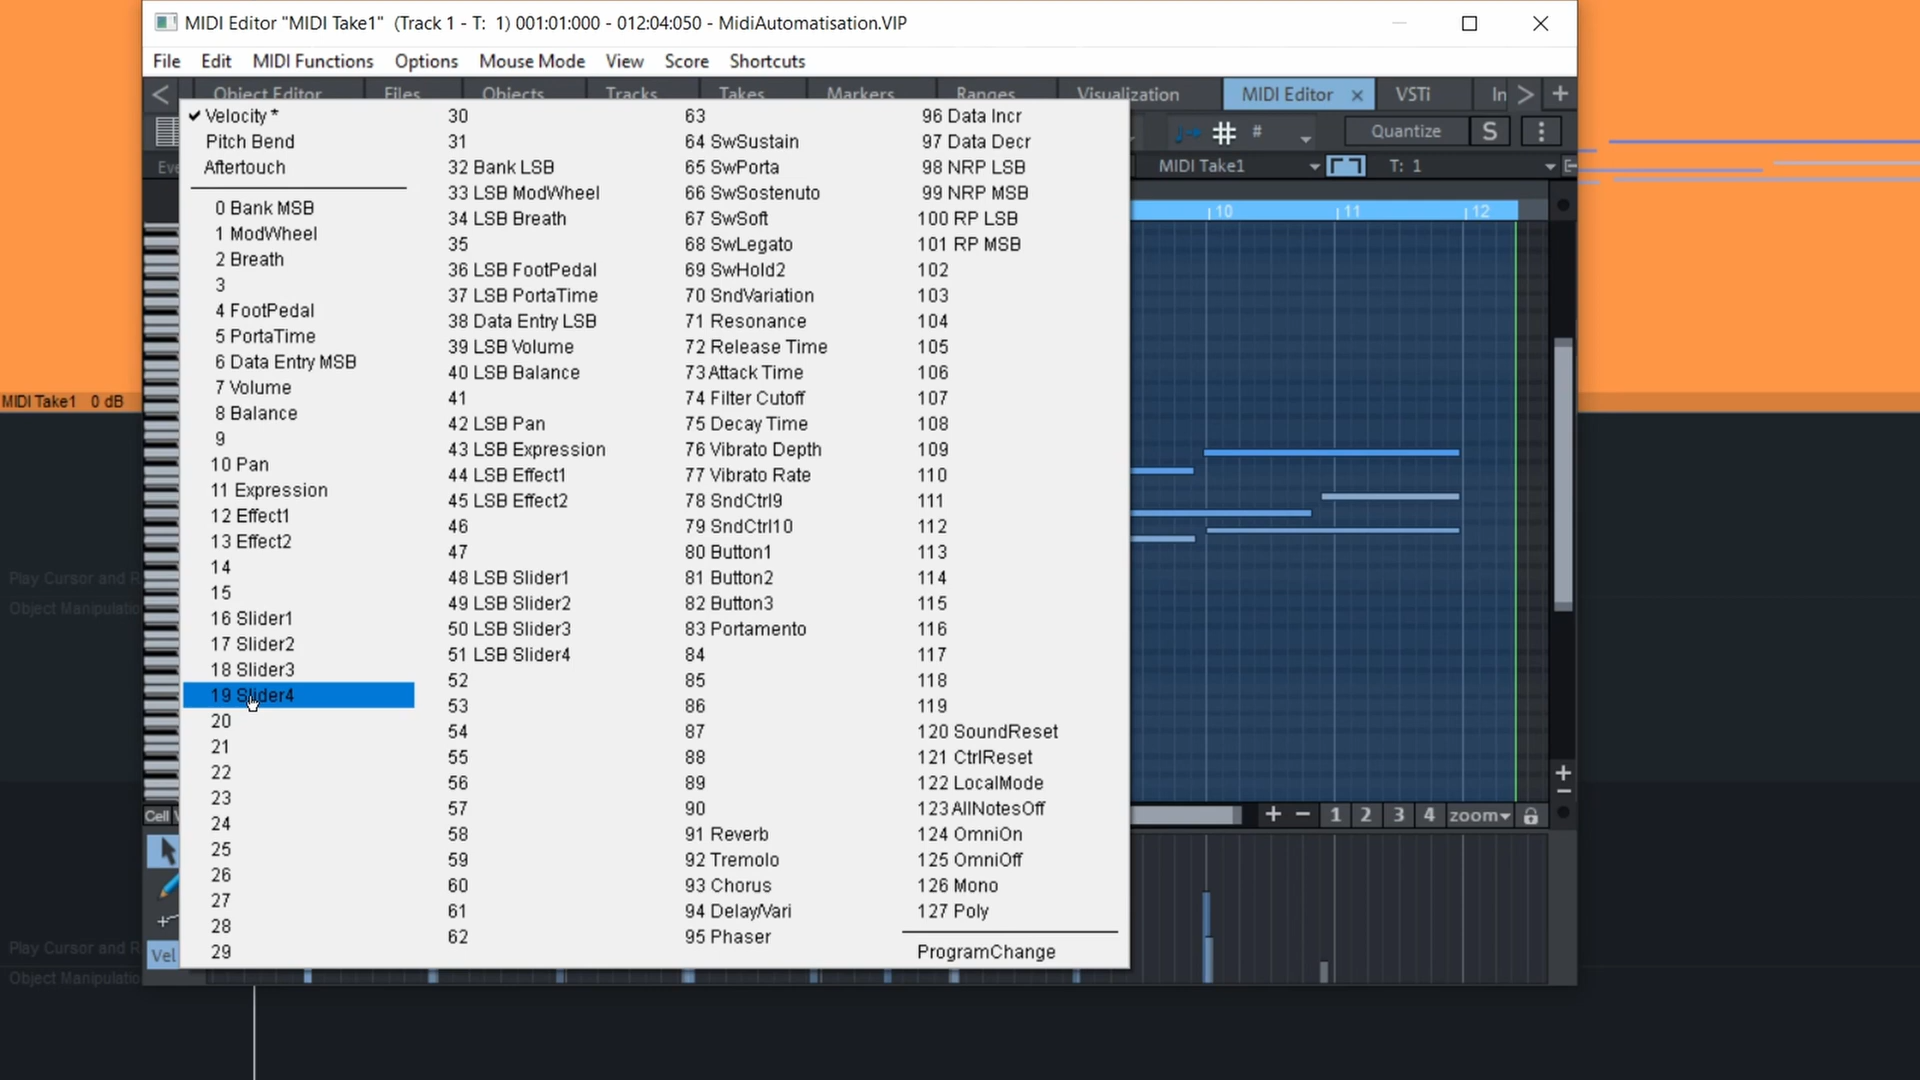 MIDI Editor "MIDI Take1" (Track 1 - T: 1) 001:01:000 - 012:04:050 - MidiAutomatisation.VIP
File Edit MIDI Functions Options Mouse Mode View Score Shortcuts
Object Editor Files Objects Tracks Takes Markers Ranges Visualization MIDI Editor VSTi In
# Quantize S
Eve MIDI Take1 T: 1
10 11 12
Velocity *
Pitch Bend
Aftertouch
0 Bank MSB
1 ModWheel
2 Breath
3
4 FootPedal
5 PortaTime
6 Data Entry MSB
7 Volume
8 Balance
9
10 Pan
11 Expression
12 Effect1
13 Effect2
14
15
16 Slider1
17 Slider2
18 Slider3
19 Slider4
20
21
22
23
24
25
26
27
28
29
30
31
32 Bank LSB
33 LSB ModWheel
34 LSB Breath
35
36 LSB FootPedal
37 LSB PortaTime
38 Data Entry LSB
39 LSB Volume
40 LSB Balance
41
42 LSB Pan
43 LSB Expression
44 LSB Effect1
45 LSB Effect2
46
47
48 LSB Slider1
49 LSB Slider2
50 LSB Slider3
51 LSB Slider4
52
53
54
55
56
57
58
59
60
61
62
63
64 SwSustain
65 SwPorta
66 SwSostenuto
67 SwSoft
68 SwLegato
69 SwHold2
70 SndVariation
71 Resonance
72 Release Time
73 Attack Time
74 Filter Cutoff
75 Decay Time
76 Vibrato Depth
77 Vibrato Rate
78 SndCtrl9
79 SndCtrl10
80 Button1
81 Button2
82 Button3
83 Portamento
84
85
86
87
88
89
90
91 Reverb
92 Tremolo
93 Chorus
94 Delay/Vari
95 Phaser
96 Data Incr
97 Data Decr
98 NRP LSB
99 NRP MSB
100 RP LSB
101 RP MSB
102
103
104
105
106
107
108
109
110
111
112
113
114
115
116
117
118
119
120 SoundReset
121 CtrlReset
122 LocalMode
123 AllNotesOff
124 OmniOn
125 OmniOff
126 Mono
127 Poly
ProgramChange
MIDI Take1 0 dB
Play Cursor and R
Object Manipulatio
Cell
1 2 3 4 zoom
Vel
Play Cursor and R
Object Manipulatio